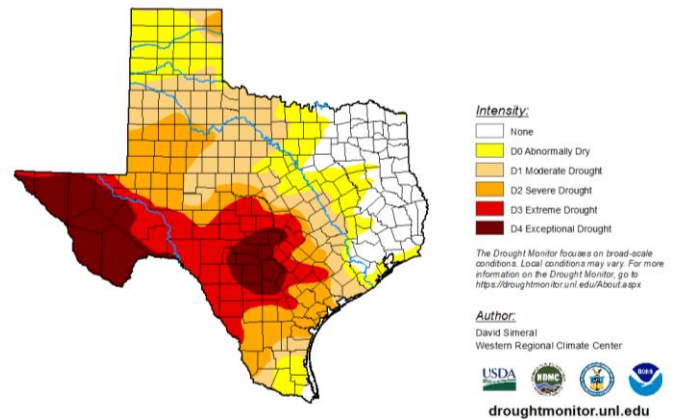 Intensity:
None
D0 Abnormally Dry
D1 Moderate Drought
D2 Severe Drought
D3 Extreme Drought
D4 Exceptional Drought
The Drought Monitor focuses on broad-scale
conditions. Local conditions may vary. For more
information on the Drought Monitor, go to
https://droughtmonitor.unl.edu/About.aspx
Author:
David Simeral
Western Regional Climate Center
USDA
NDMC
NOAA
droughtmonitor.unl.edu